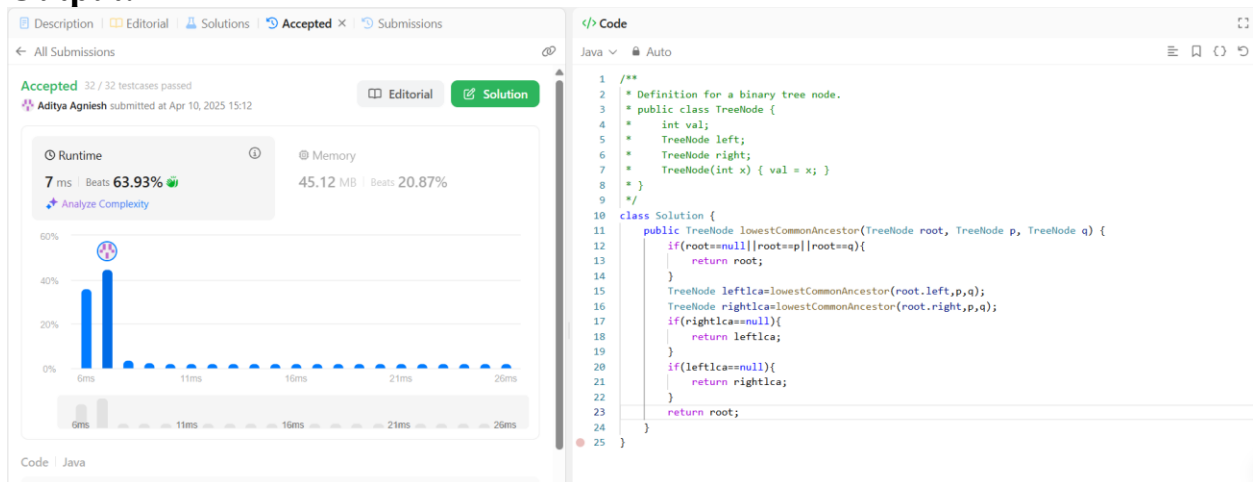 Description | Editorial | Solutions | Accepted × | Submissions
← All Submissions
Accepted 32 / 32 testcases passed
Aditya Agniesh submitted at Apr 10, 2025 15:12
Editorial
Solution
Runtime
7 ms | Beats 63.93%
Analyze Complexity
Memory
45.12 MB | Beats 20.87%
60%
40%
20%
0%
6ms 11ms 16ms 21ms 26ms
6ms 11ms 16ms 21ms 26ms
Code | Java
</> Code
Java Auto
1 /**
2 * Definition for a binary tree node.
3 * public class TreeNode {
4 *     int val;
5 *     TreeNode left;
6 *     TreeNode right;
7 *     TreeNode(int x) { val = x; }
8 * }
9 */
10 class Solution {
11     public TreeNode lowestCommonAncestor(TreeNode root, TreeNode p, TreeNode q) {
12         if(root==null||root==p||root==q){
13             return root;
14         }
15         TreeNode leftlca=lowestCommonAncestor(root.left,p,q);
16         TreeNode rightlca=lowestCommonAncestor(root.right,p,q);
17         if(rightlca==null){
18             return leftlca;
19         }
20         if(leftlca==null){
21             return rightlca;
22         }
23         return root;
24     }
25 }